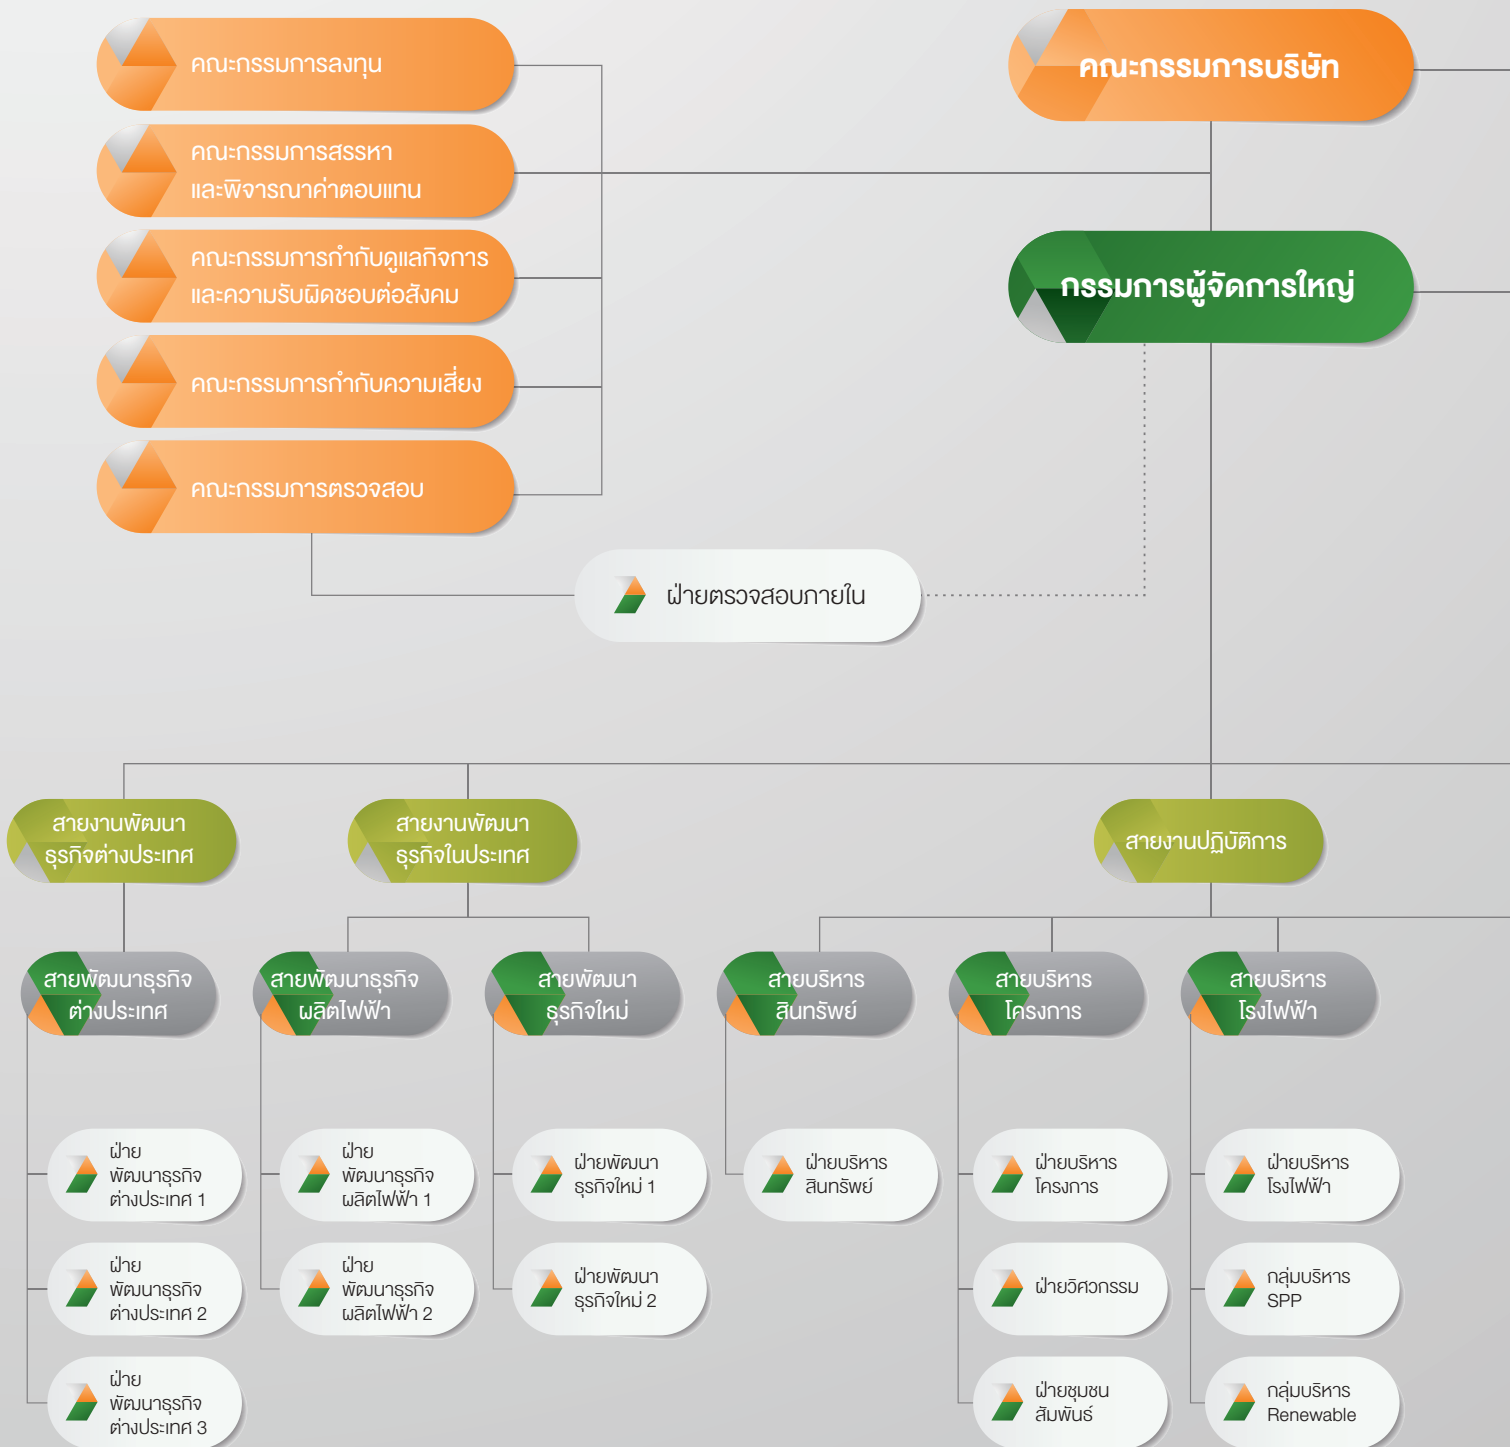 คณะกรรมการลงทุน
คณะกรรมการสรรหา
และพิจารณาค่าตอบแทน
คณะกรรมการกำกับดูแลกิจการ
และความรับผิดชอบต่อสังคม
คณะกรรมการกำกับความเสี่ยง
คณะกรรมการตรวจสอบ
คณะกรรมการบริษัท
กรรมการผู้จัดการใหญ่
ฝ่ายตรวจสอบภายใน
สายงานพัฒนา
ธุรกิจต่างประเทศ
สายงานพัฒนา
ธุรกิจในประเทศ
สายงานปฏิบัติการ
สายพัฒนาธุรกิจ
ต่างประเทศ
สายพัฒนาธุรกิจ
ผลิตไฟฟ้า
สายพัฒนา
ธุรกิจใหม่
สายบริหาร
สินทรัพย์
สายบริหาร
โครงการ
สายบริหาร
โรงไฟฟ้า
ฝ่าย
พัฒนาธุรกิจ
ต่างประเทศ 1
ฝ่าย
พัฒนาธุรกิจ
ต่างประเทศ 2
ฝ่าย
พัฒนาธุรกิจ
ต่างประเทศ 3
ฝ่าย
พัฒนาธุรกิจ
ผลิตไฟฟ้า 1
ฝ่าย
พัฒนาธุรกิจ
ผลิตไฟฟ้า 2
ฝ่ายพัฒนา
ธุรกิจใหม่ 1
ฝ่ายพัฒนา
ธุรกิจใหม่ 2
ฝ่ายบริหาร
สินทรัพย์
ฝ่ายบริหาร
โครงการ
ฝ่ายวิศวกรรม
ฝ่ายชุมชน
สัมพันธ์
ฝ่ายบริหาร
โรงไฟฟ้า
กลุ่มบริหาร
SPP
กลุ่มบริหาร
Renewable